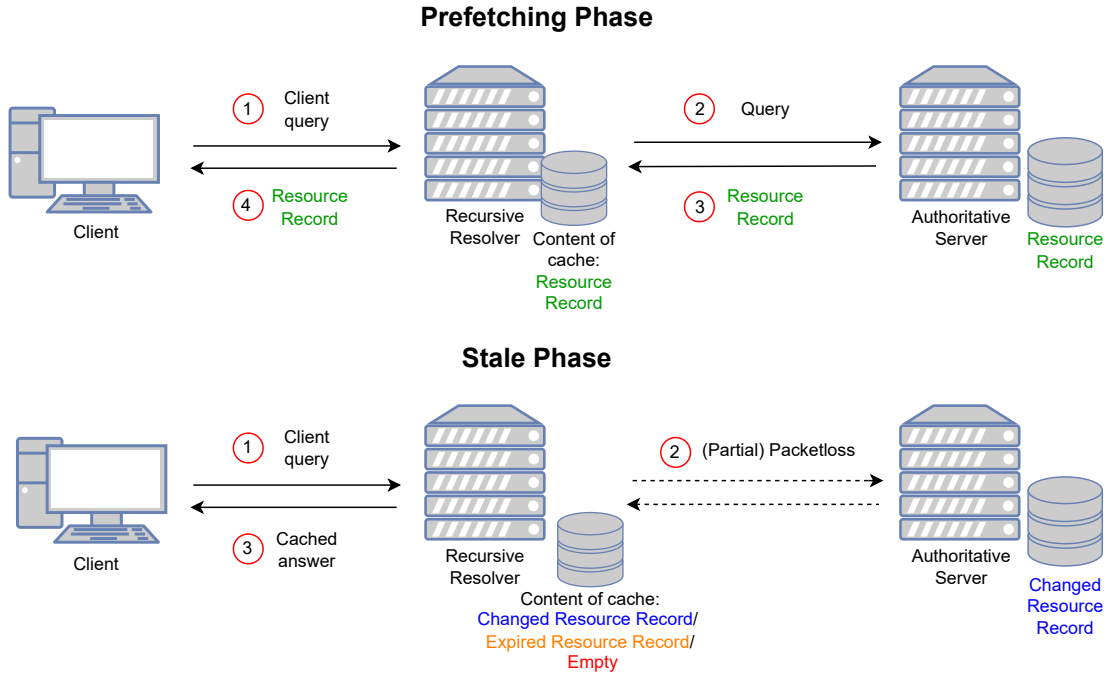 Prefetching Phase
1
Client
query
2
Query
4
Resource
Record
3
Resource
Record
Client
Recursive
Resolver
Content of
cache:
Resource
Record
Authoritative
Server
Resource
Record
Stale Phase
1
Client
query
2
(Partial) Packetloss
3
Cached
answer
Client
Recursive
Resolver
Content of cache:
Changed Resource Record/
Expired Resource Record/
Empty
Authoritative
Server
Changed
Resource
Record